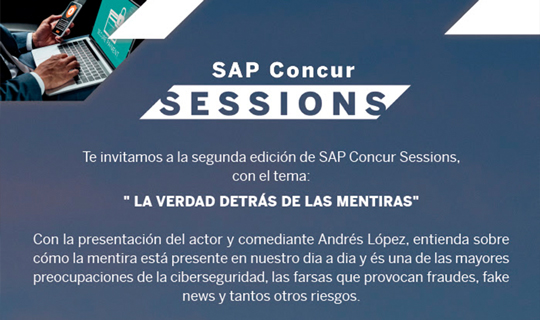 SAP Concur
SESSIONS
Te invitamos a la segunda edición de SAP Concur Sessions,
con el tema:
" LA VERDAD DETRÁS DE LAS MENTIRAS"
Con la presentación del actor y comediante Andrés López, entienda sobre
cómo la mentira está presente en nuestro dia a dia y és una de las mayores
preocupaciones de la ciberseguridad, las farsas que provocan fraudes, fake
news y tantos otros riesgos.